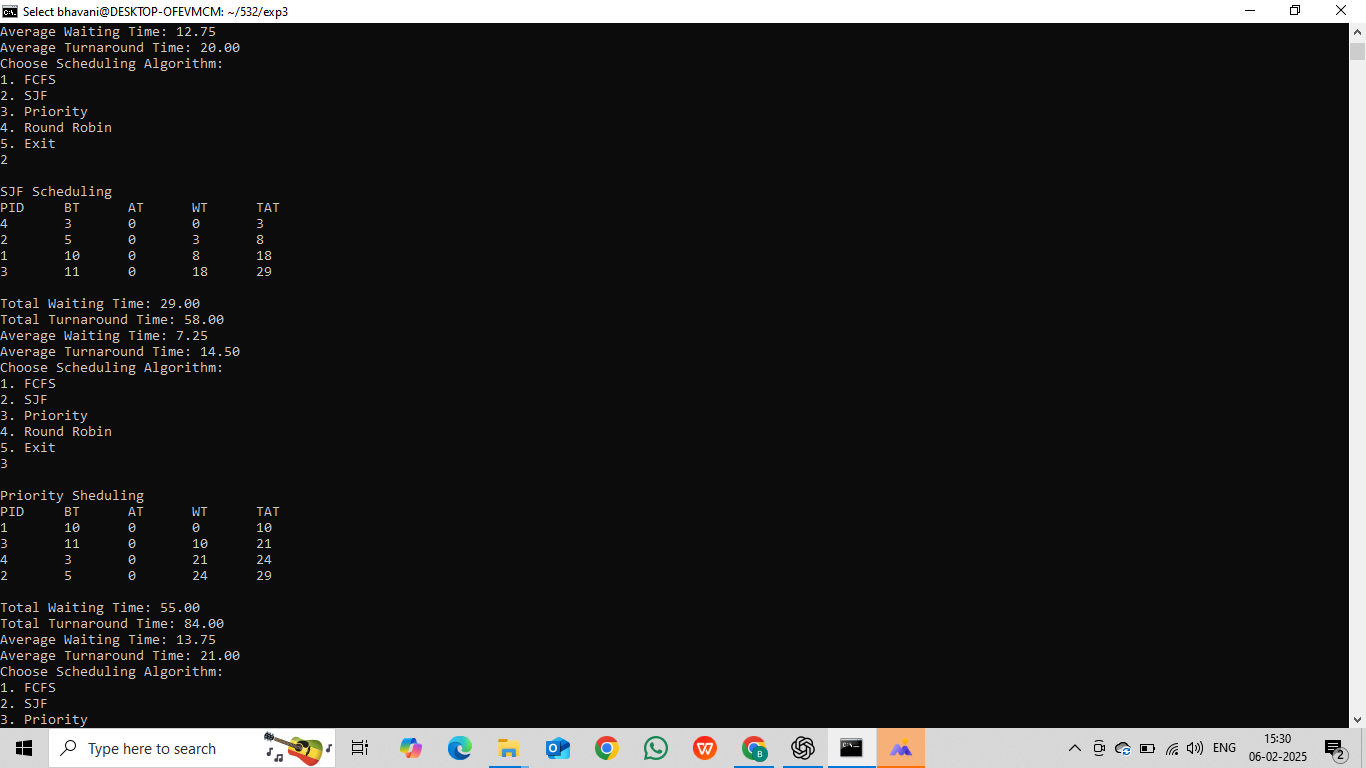 Select bhavani@DESKTOP-OFEVMCM: ~/532/exp3
Average Waiting Time: 12.75
Average Turnaround Time: 20.00
Choose Scheduling Algorithm:
1. FCFS
2. SJF
3. Priority
4. Round Robin
5. Exit
2
SJF Scheduling
PID BT AT WT TAT
4 3 0 0 3
2 5 0 3 8
1 10 0 8 18
3 11 0 18 29
Total Waiting Time: 29.00
Total Turnaround Time: 58.00
Average Waiting Time: 7.25
Average Turnaround Time: 14.50
Choose Scheduling Algorithm:
1. FCFS
2. SJF
3. Priority
4. Round Robin
5. Exit
3
Priority Sheduling
PID BT AT WT TAT
1 10 0 0 10
3 11 0 10 21
4 3 0 21 24
2 5 0 24 29
Total Waiting Time: 55.00
Total Turnaround Time: 84.00
Average Waiting Time: 13.75
Average Turnaround Time: 21.00
Choose Scheduling Algorithm:
1. FCFS
2. SJF
3. Priority
Type here to search
ENG
15:30
06-02-2025
2